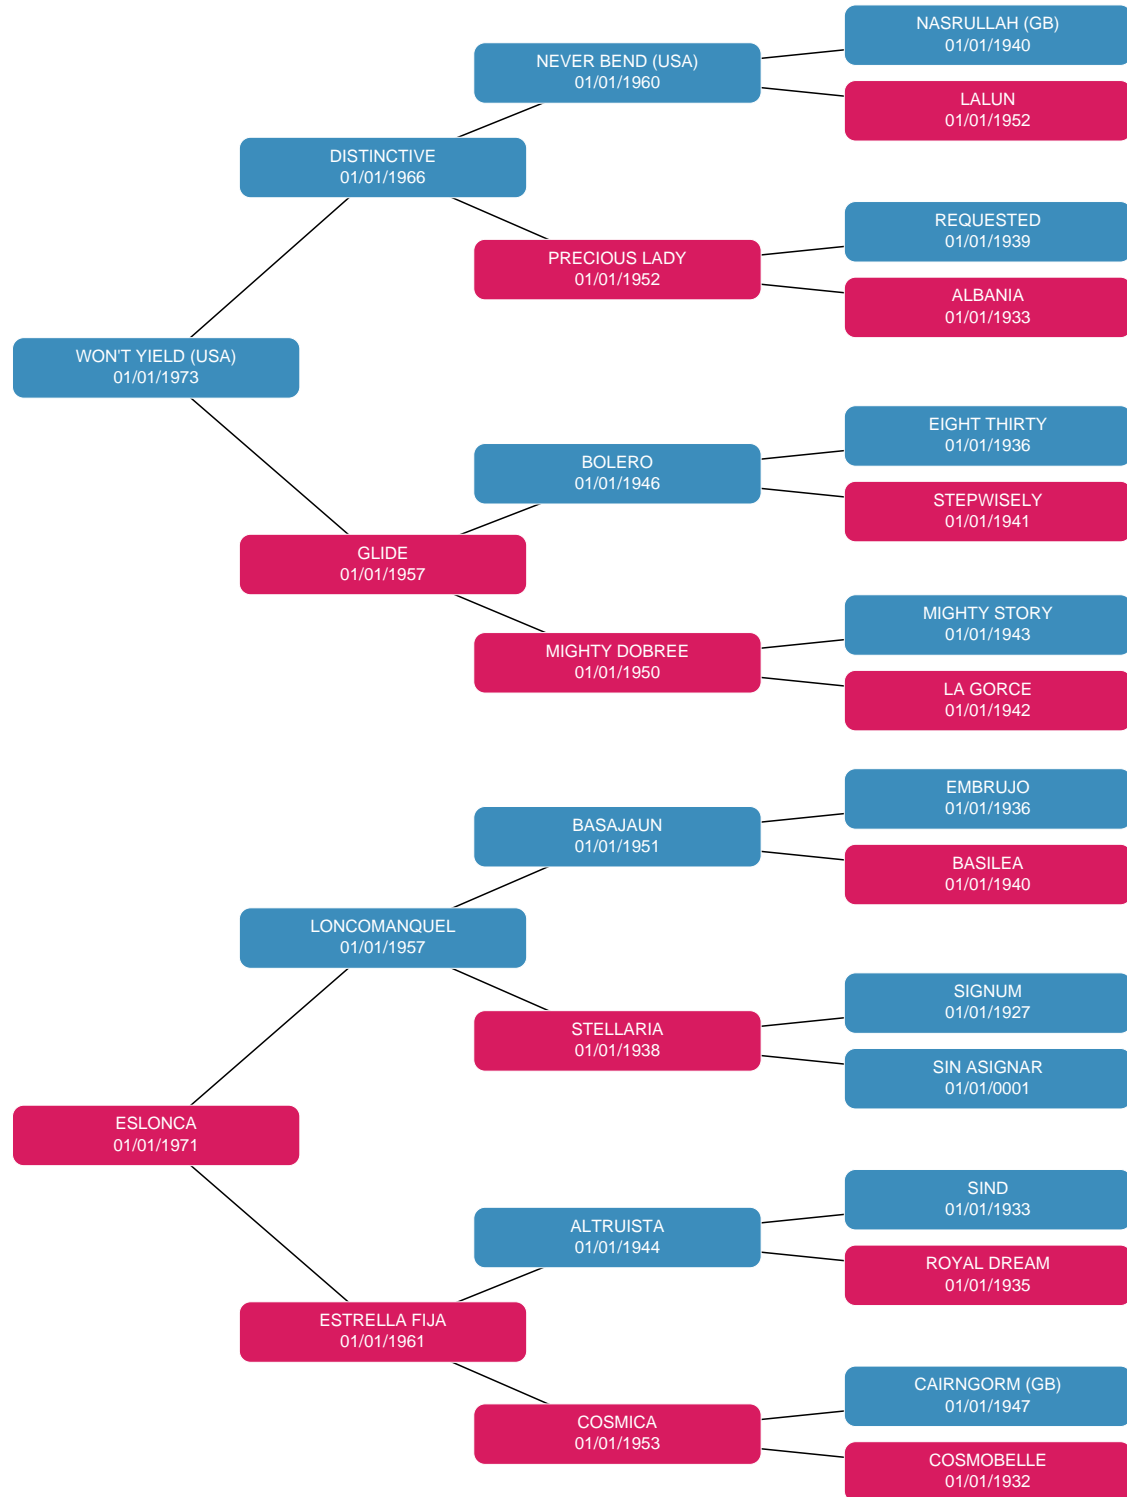 NASRULLAH (GB)
01/01/1940
NEVER BEND (USA)
01/01/1960
LALUN
01/01/1952
DISTINCTIVE
01/01/1966
REQUESTED
01/01/1939
PRECIOUS LADY
01/01/1952
ALBANIA
01/01/1933
WON'T YIELD (USA)
01/01/1973
EIGHT THIRTY
01/01/1936
BOLERO
01/01/1946
STEPWISELY
01/01/1941
GLIDE
01/01/1957
MIGHTY STORY
01/01/1943
MIGHTY DOBREE
01/01/1950
LA GORCE
01/01/1942
EMBRUJO
01/01/1936
BASAJAUN
01/01/1951
BASILEA
01/01/1940
LONCOMANQUEL
01/01/1957
SIGNUM
01/01/1927
STELLARIA
01/01/1938
SIN ASIGNAR
01/01/0001
ESLONCA
01/01/1971
SIND
01/01/1933
ALTRUISTA
01/01/1944
ROYAL DREAM
01/01/1935
ESTRELLA FIJA
01/01/1961
CAIRNGORM (GB)
01/01/1947
COSMICA
01/01/1953
COSMOBELLE
01/01/1932